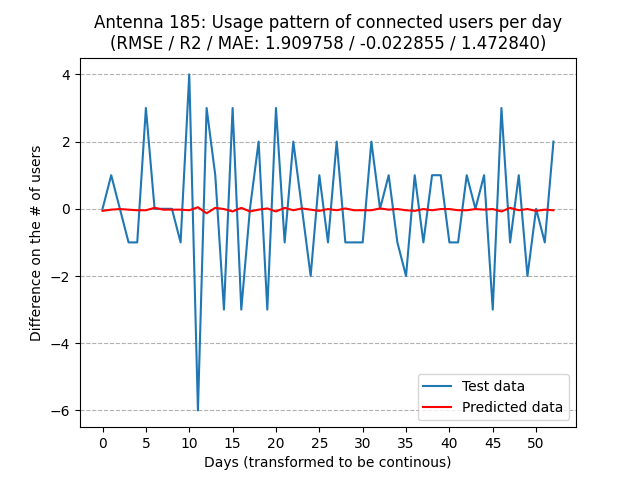 Antenna 185: Usage pattern of connected users per day
(RMSE / R2 / MAE: 1.909758 / -0.022855 / 1.472840)
Difference on the # of users
4
2
0
−2
−4
−6
Test data
Predicted data
0 5 10 15 20 25 30 35 40 45 50
Days (transformed to be continous)